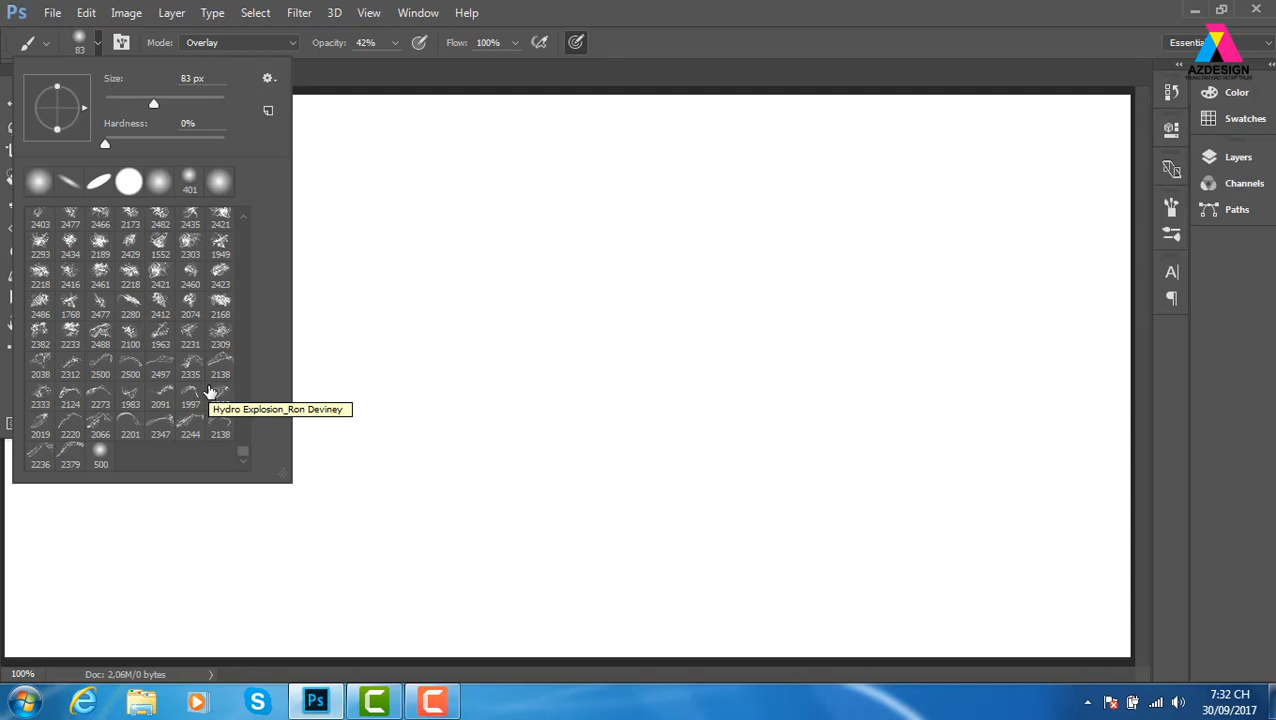 Ps File Edit Image Layer Type Select Filter 3D View Window Help
83 Mode: Overlay Opacity: 42% Flow: 100% Essenti
AZDESIGN
Size: 83 px
Hardness: 0%
Color
Swatches
Layers
Channels
Paths
401
2403 2477 2466 2173 2482 2435 2421
2293 2434 2189 2429 1552 2303 1949
2218 2416 2461 2218 2421 2460 2423
2486 1768 2477 2280 2412 2074 2168
2382 2233 2488 2100 1963 2231 2309
2038 2312 2500 2500 2497 2335 2138
2333 2124 2273 1983 2091 1997
Hydro Explosion_Ron Deviney
2019 2220 2066 2201 2347 2244 2138
2236 2379 500
100% Doc: 2,06M/0 bytes
Ps
7:32 CH
30/09/2017